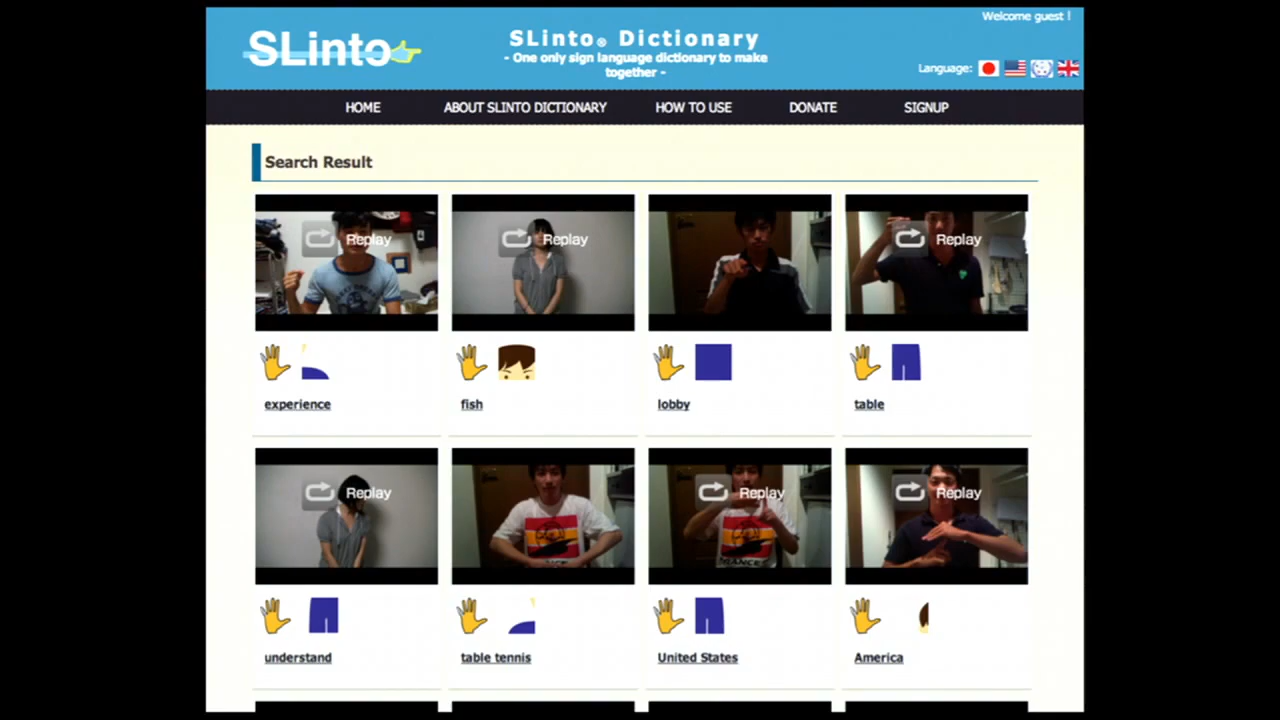 Welcome guest !
SLinto
SLinto® Dictionary
- One only sign language dictionary to make
together -
Language:
HOME ABOUT SLINTO DICTIONARY HOW TO USE DONATE SIGNUP
Search Result
Replay Replay Replay
experience fish lobby table
Replay Replay Replay
understand table tennis United States America